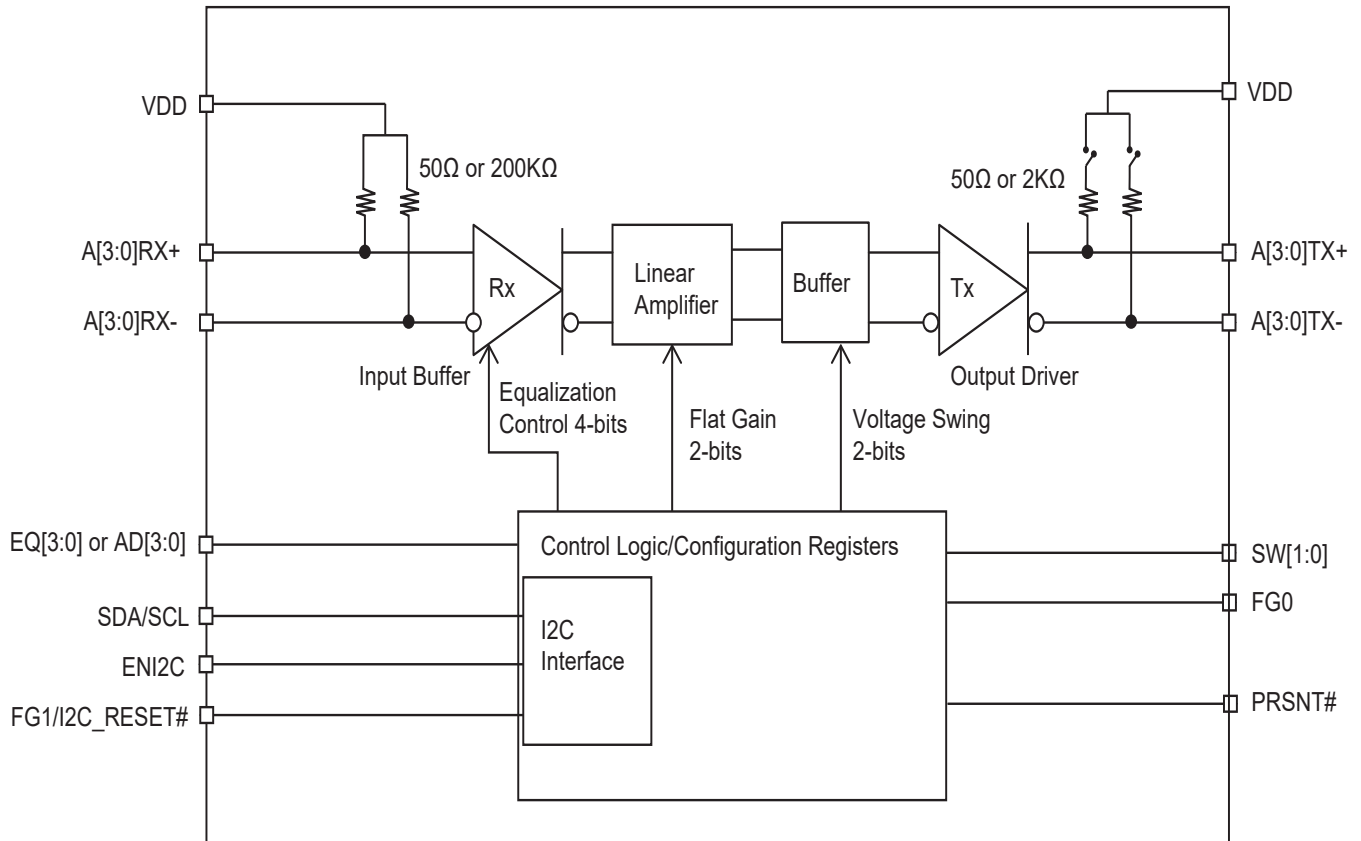 VDD
VDD
50Ω or 200KΩ
50Ω or 2KΩ
A[3:0]RX+
A[3:0]TX+
Rx
Linear
Amplifier
Buffer
Tx
A[3:0]RX-
A[3:0]TX-
Input Buffer
Output Driver
Equalization
Control 4-bits
Flat Gain
2-bits
Voltage Swing
2-bits
EQ[3:0] or AD[3:0]
Control Logic/Configuration Registers
SW[1:0]
SDA/SCL
FG0
I2C
Interface
ENI2C
FG1/I2C_RESET#
PRSNT#